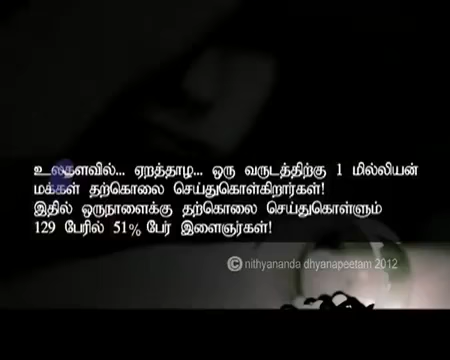 உலகளவில்... ஏறத்தாழ... ஒரு வருடத்திற்கு 1 மில்லியன்
மக்கள் தற்கொலை செய்துகொள்கிறார்கள்!
இதில் ஒருநாளைக்கு தற்கொலை செய்துகொள்ளும்
129 பேரில் 51% பேர் இளைஞர்கள்!
© nithyananda dhyanapeetam 2012